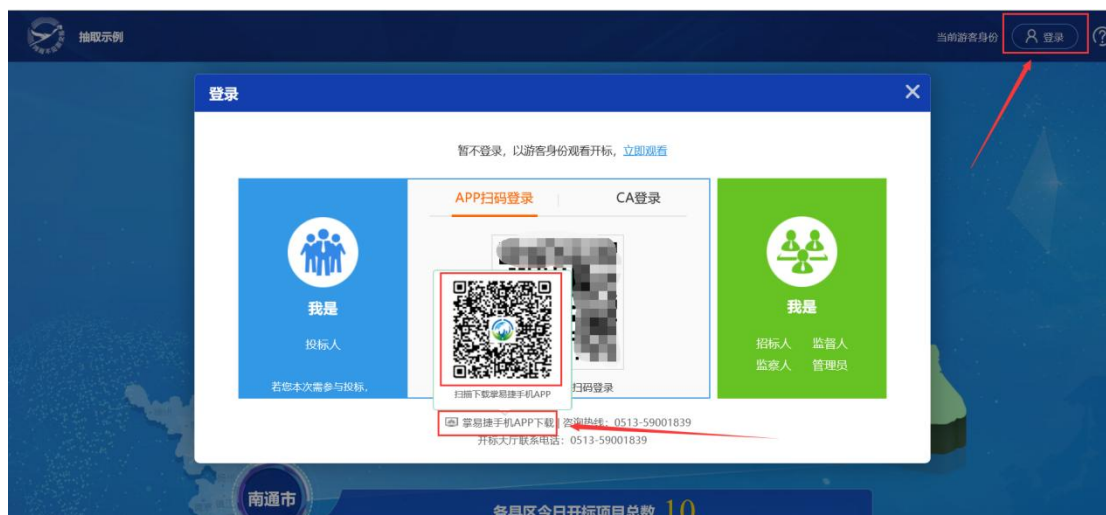 抽取示例
当前游客身份 登录
登录
暂不登录，以游客身份观看开标，立即观看
APP扫码登录 CA登录
我是
投标人
若您本次需参与投标，
我是
招标人 监督人
监察人 管理员
扫描下载掌易捷手机APP
扫码登录
掌易捷手机APP下载 咨询热线：0513-59001839
开标大厅联系电话：0513-59001839
南通市
各县区今日开标项目总数 10